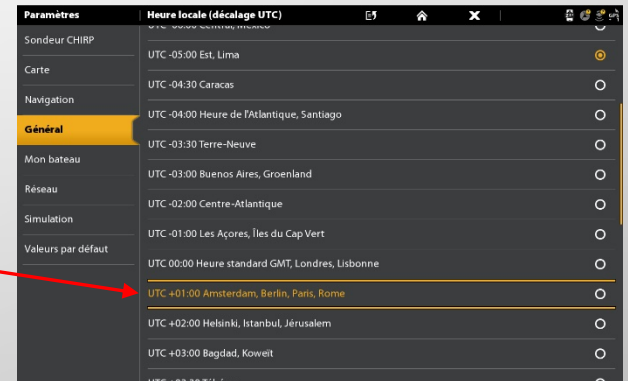 Paramètres
Heure locale (décalage UTC)
Sondeur CHIRP
Carte
Navigation
Général
Mon bateau
Réseau
Simulation
Valeurs par défaut
UTC -05:00 Est, Lima
UTC -04:30 Caracas
UTC -04:00 Heure de l'Atlantique, Santiago
UTC -03:30 Terre-Neuve
UTC -03:00 Buenos Aires, Groenland
UTC -02:00 Centre-Atlantique
UTC -01:00 Les Açores, Îles du Cap Vert
UTC 00:00 Heure standard GMT, Londres, Lisbonne
UTC +01:00 Amsterdam, Berlin, Paris, Rome
UTC +02:00 Helsinki, Istanbul, Jérusalem
UTC +03:00 Bagdad, Koweït